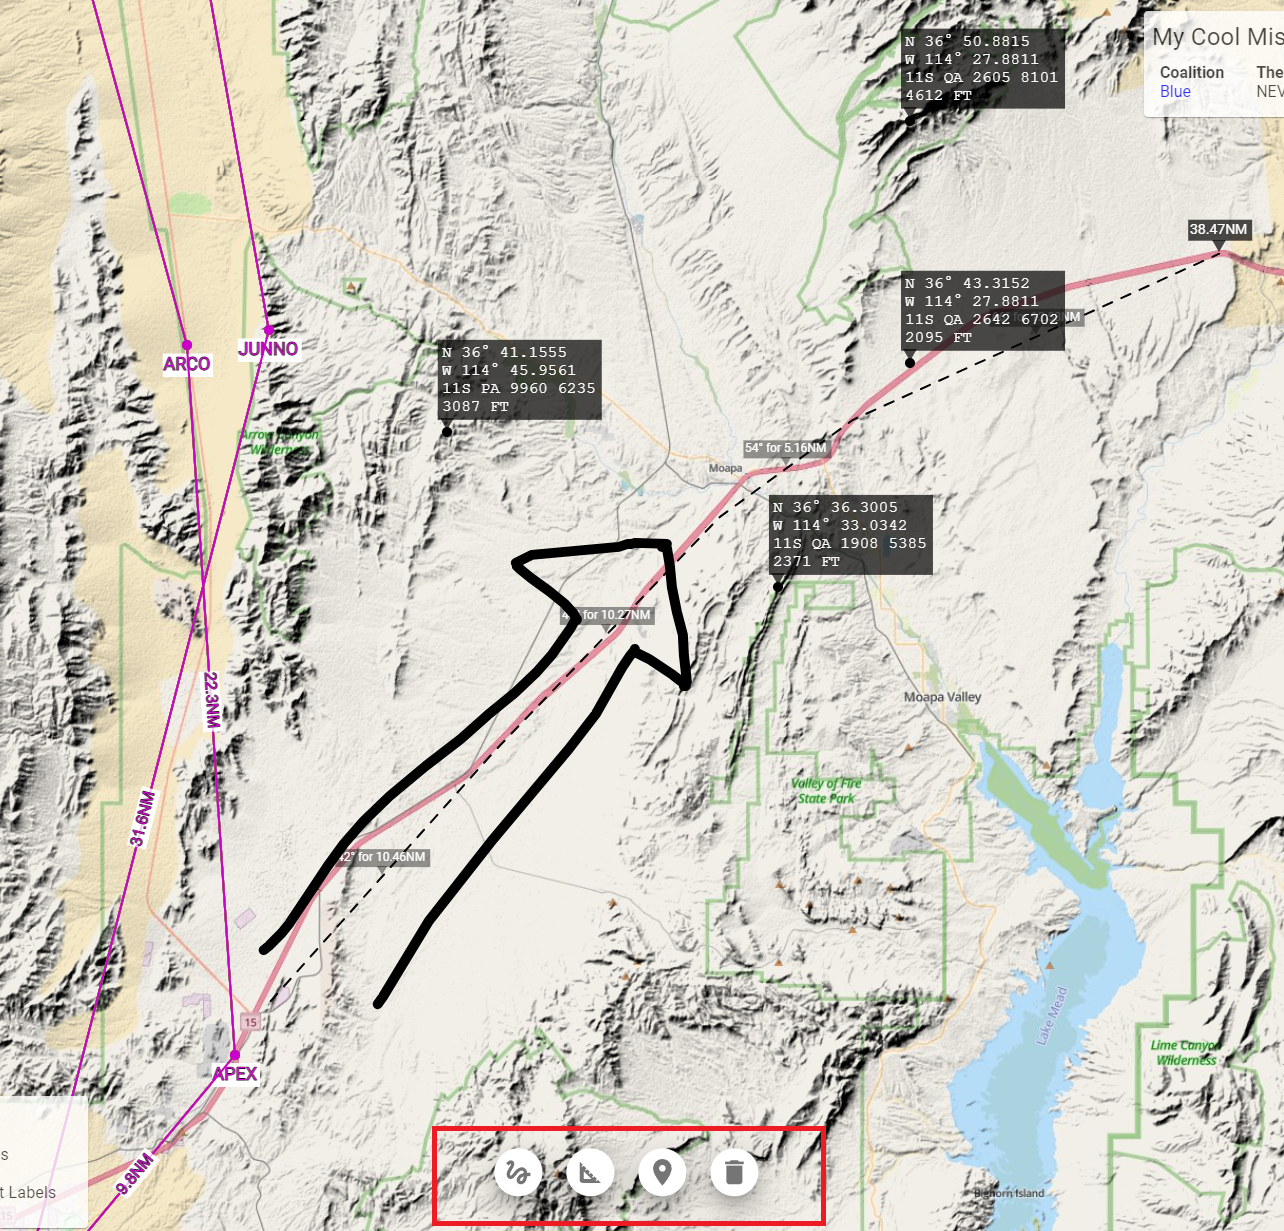 N 36° 50.8815
W 114° 27.8811
11S QA 2605 8101
4612 FT
My Cool Mis
Coalition The
Blue NEV
38.47NM
N 36° 43.3152
W 114° 27.8811
11S QA 2642 6702
2095 FT
NM
ARCO
JUNNO
N 36° 41.1555
W 114° 45.9561
11S PA 9960 6235
3087 FT
Arrow Canyon
Wilderness
54° for 5.16NM
Moapa
N 36° 36.3005
W 114° 33.0342
11S QA 1908 5385
2371 FT
for 10.27NM
22.3NM
Moapa Valley
Valley of Fire
State Park
31.6NM
42° for 10.46NM
15
Lake Mead
Lime Canyon
Wilderness
APEX
s
t Labels
9.8NM
Bighorn Island
15